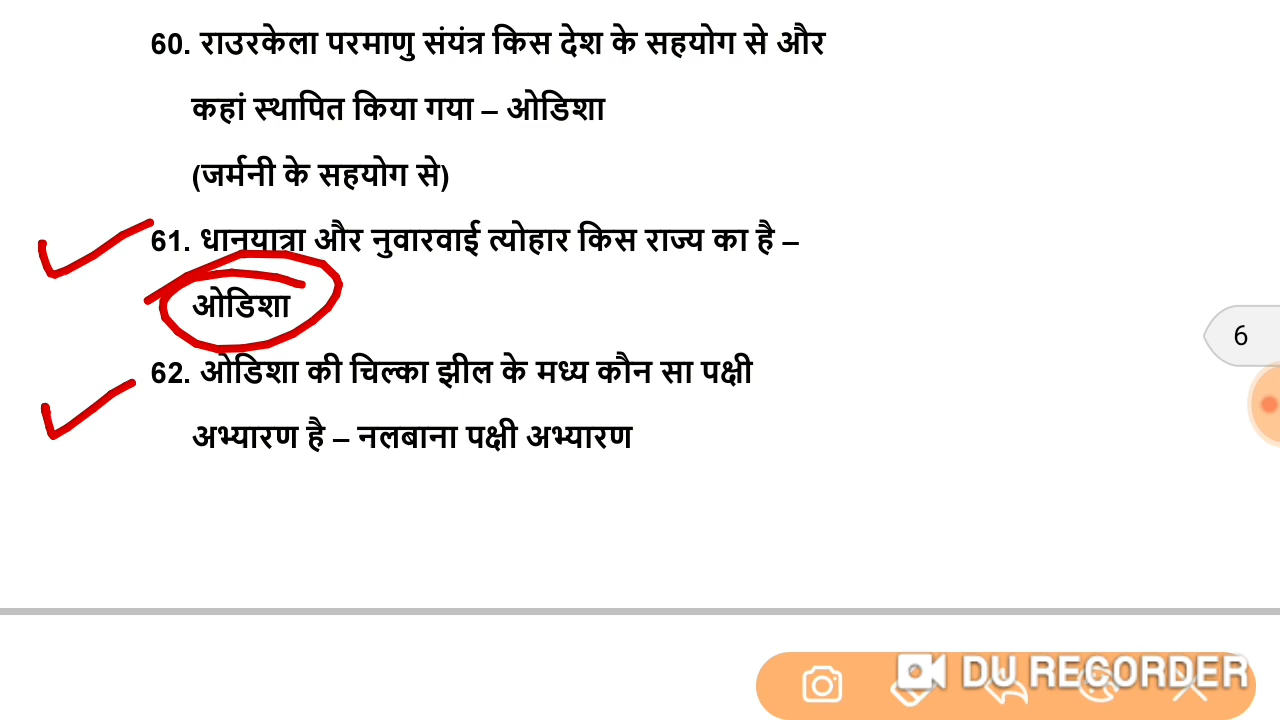 60. राउरकेला परमाणु संयंत्र किस देश के सहयोग से और
कहां स्थापित किया गया – ओडिशा
(जर्मनी के सहयोग से)
61. धानयात्रा और नुवारवाई त्योहार किस राज्य का है –
ओडिशा
62. ओडिशा की चिल्का झील के मध्य कौन सा पक्षी
अभ्यारण है – नलबाना पक्षी अभ्यारण
6
DU RECORDER